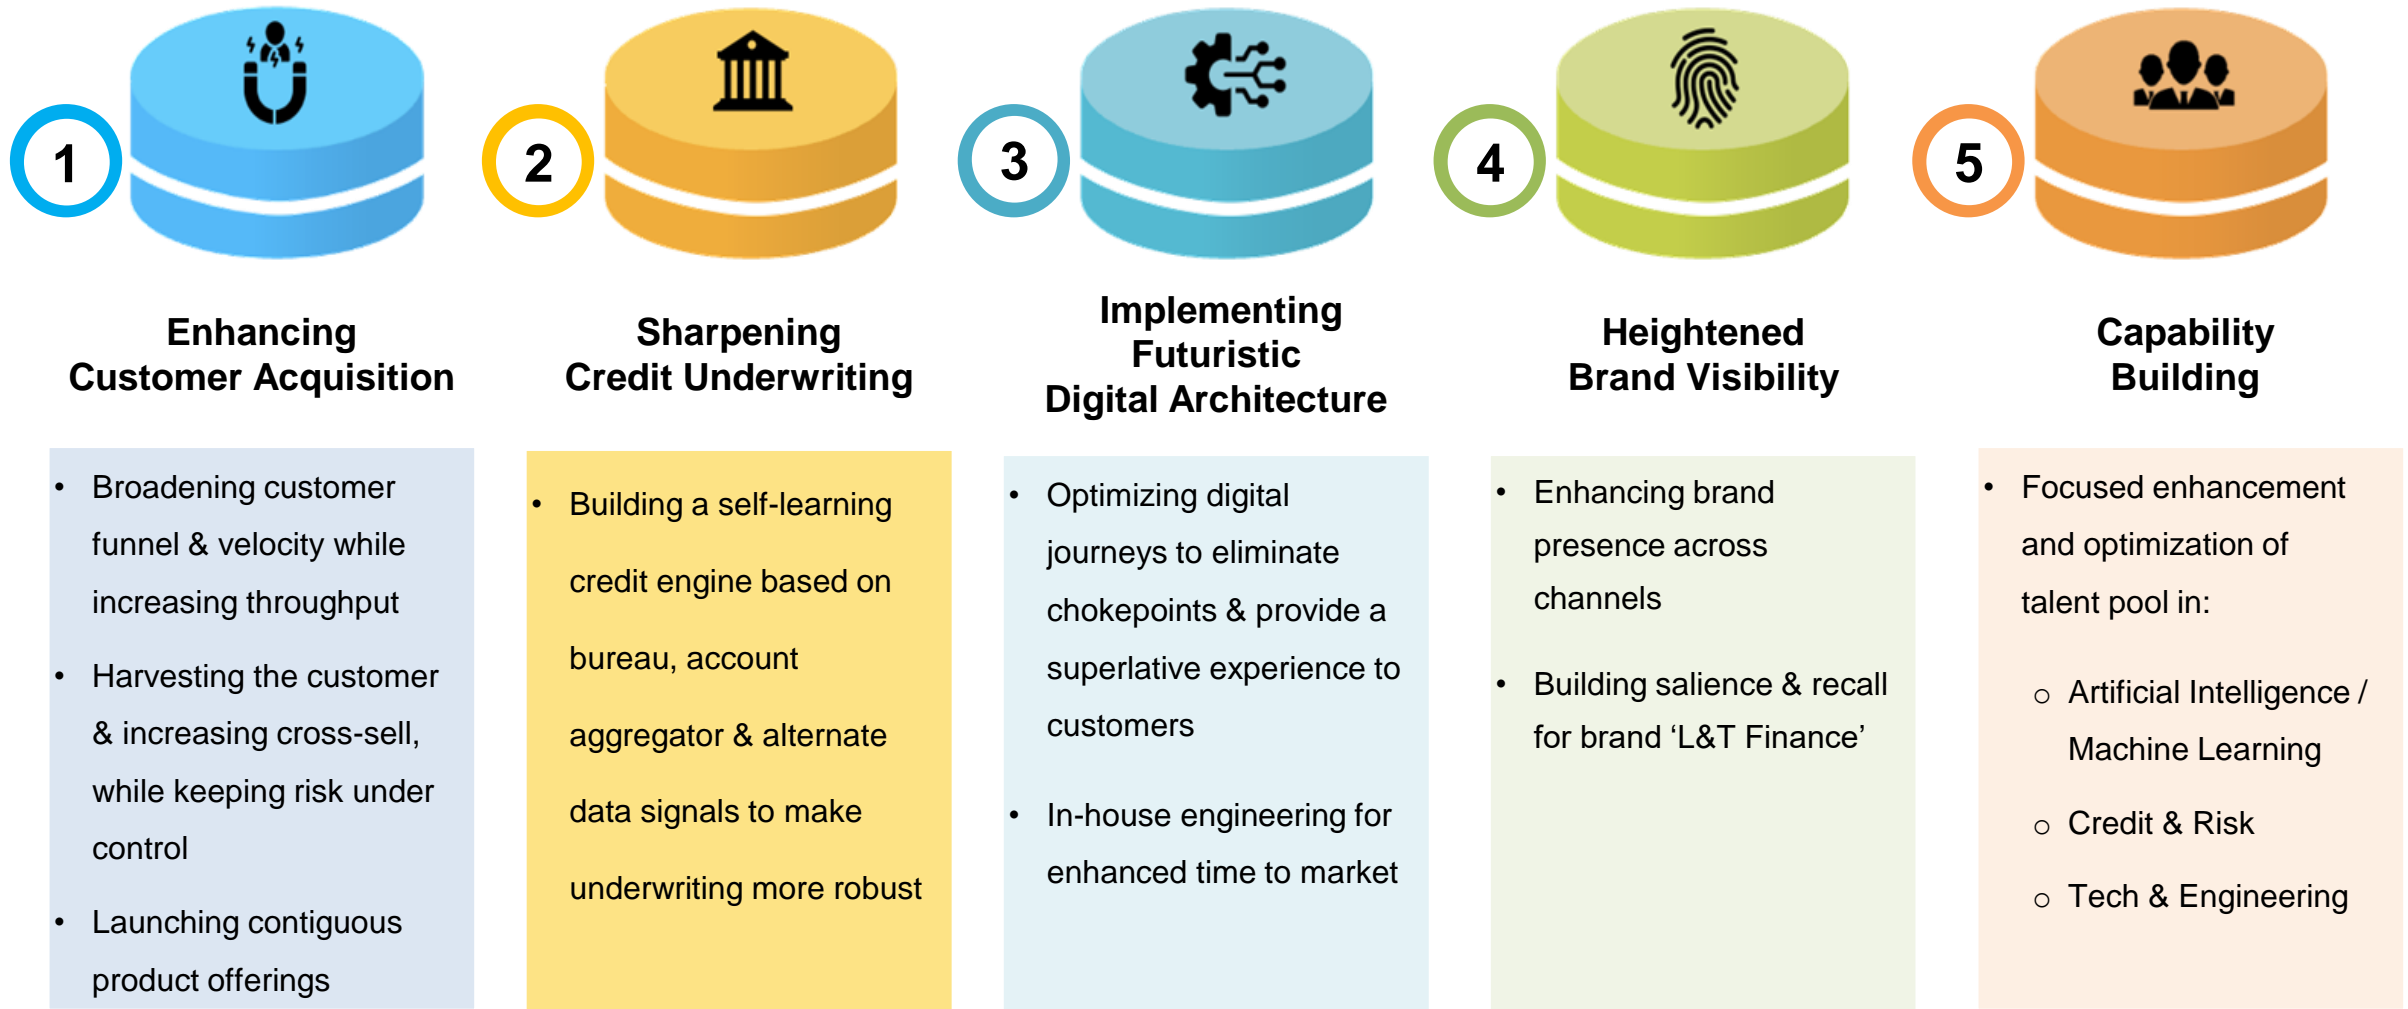 1
Enhancing
Customer Acquisition
• Broadening customer
funnel & velocity while
increasing throughput
• Harvesting the customer
& increasing cross-sell,
while keeping risk under
control
• Launching contiguous
product offerings
2
Sharpening
Credit Underwriting
• Building a self-learning
credit engine based on
bureau, account
aggregator & alternate
data signals to make
underwriting more robust
3
Implementing
Futuristic
Digital Architecture
• Optimizing digital
journeys to eliminate
chokepoints & provide a
superlative experience to
customers
• In-house engineering for
enhanced time to market
4
Heightened
Brand Visibility
• Enhancing brand
presence across
channels
• Building salience & recall
for brand ‘L&T Finance’
5
Capability
Building
• Focused enhancement
and optimization of
talent pool in:
o Artificial Intelligence /
Machine Learning
o Credit & Risk
o Tech & Engineering